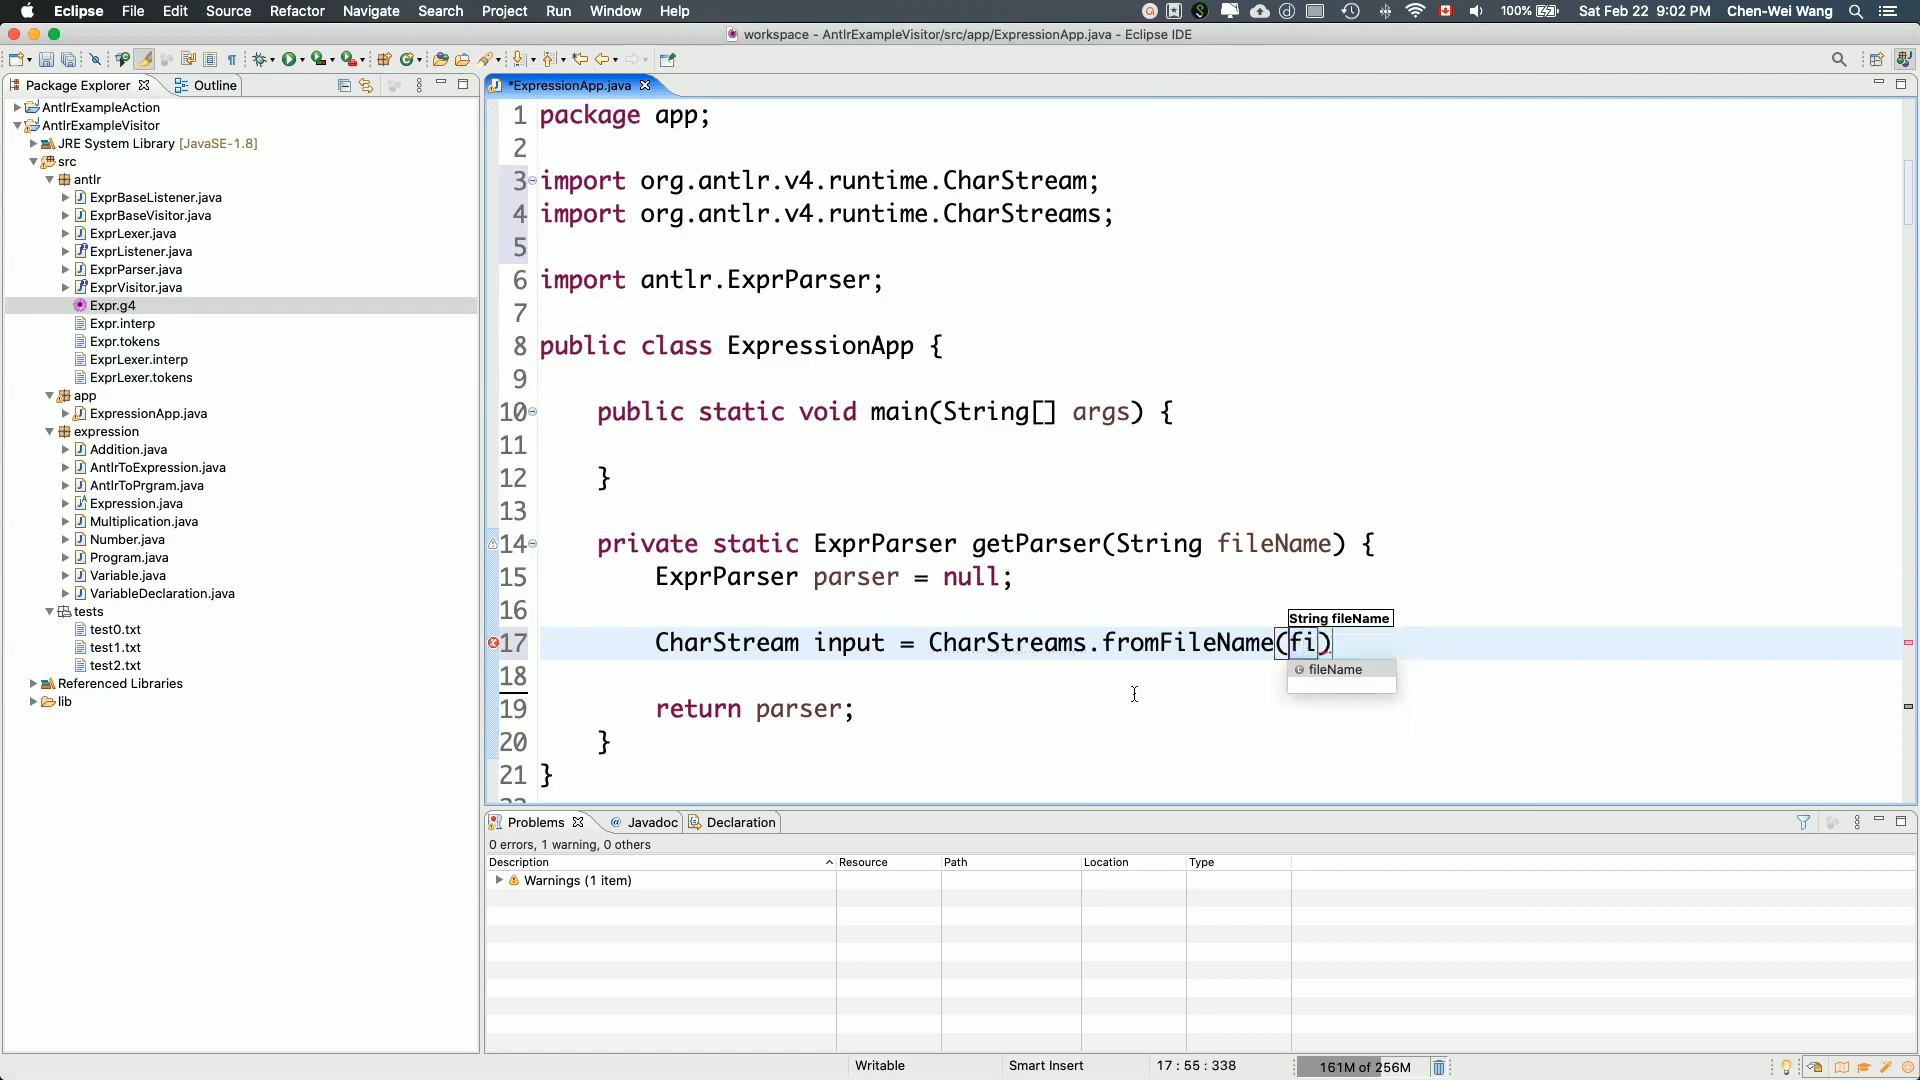 Eclipse File Edit Source Refactor Navigate Search Project Run Window Help 100% Sat Feb 22 9:02 PM Chen-Wei Wang
workspace - AntlrExampleVisitor/src/app/ExpressionApp.java - Eclipse IDE
Package Explorer Outline
AntlrExampleAction
AntlrExampleVisitor
JRE System Library [JavaSE-1.8]
src
antlr
ExprBaseListener.java
ExprBaseVisitor.java
ExprLexer.java
ExprListener.java
ExprParser.java
ExprVisitor.java
Expr.g4
Expr.interp
Expr.tokens
ExprLexer.interp
ExprLexer.tokens
app
ExpressionApp.java
expression
Addition.java
AntlrToExpression.java
AntlrToPrgram.java
Expression.java
Multiplication.java
Number.java
Program.java
Variable.java
VariableDeclaration.java
tests
test0.txt
test1.txt
test2.txt
Referenced Libraries
lib
*ExpressionApp.java
1 package app;
2
3 import org.antlr.v4.runtime.CharStream;
4 import org.antlr.v4.runtime.CharStreams;
5
6 import antlr.ExprParser;
7
8 public class ExpressionApp {
9
10 public static void main(String[] args) {
11
12 }
13
14 private static ExprParser getParser(String fileName) {
15 ExprParser parser = null;
16
String fileName
17 CharStream input = CharStreams.fromFileName(fi)
fileName
18
19 return parser;
20 }
21 }
Problems Javadoc Declaration
0 errors, 1 warning, 0 others
Description Resource Path Location Type
Warnings (1 item)
Writable Smart Insert 17 : 55 : 338 161M of 256M